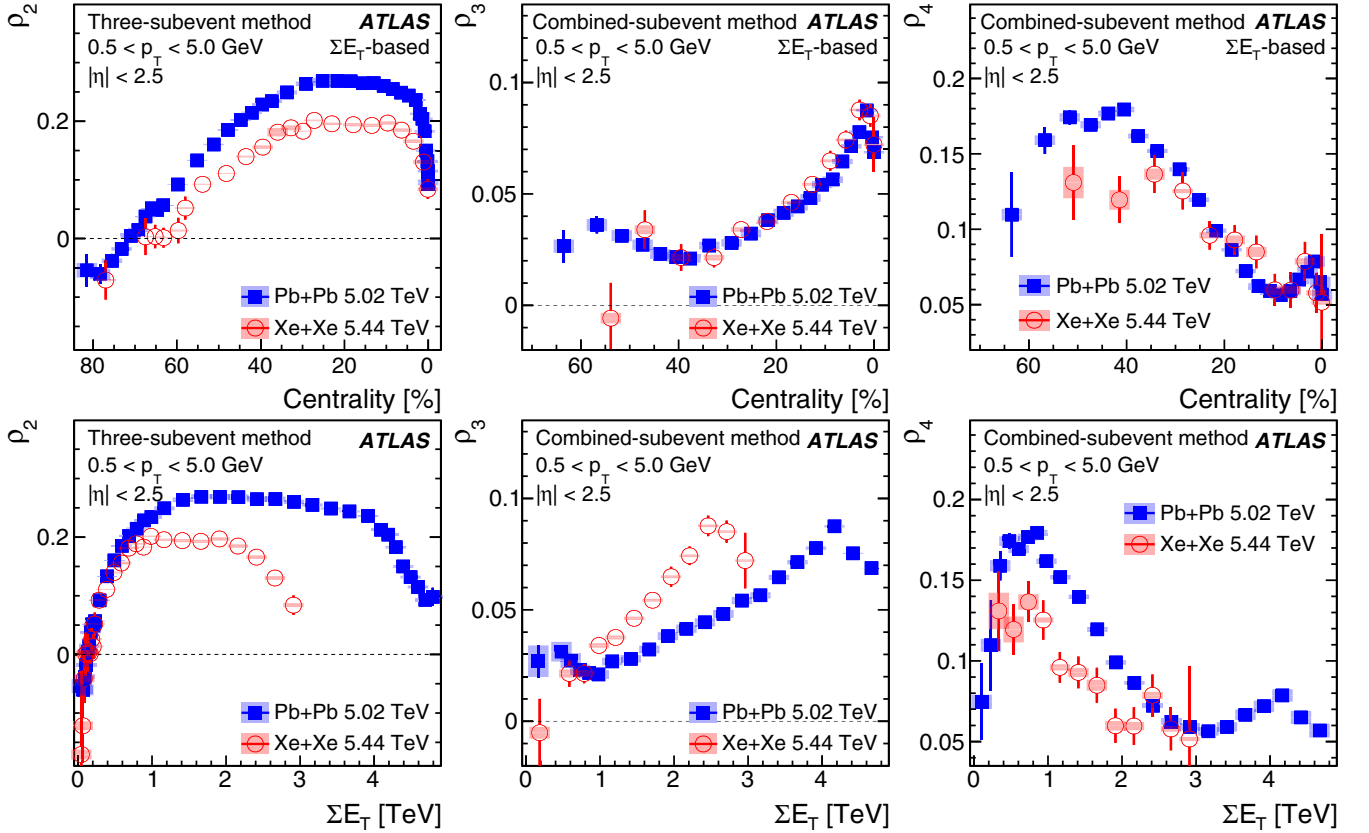 ρ2
Three-subevent method ATLAS
0.5 < pT < 5.0 GeV ΣET-based
|η| < 2.5
0.2
0
Pb+Pb 5.02 TeV
Xe+Xe 5.44 TeV
80 60 40 20 0
Centrality [%]
ρ3
Combined-subevent method ATLAS
0.5 < pT < 5.0 GeV ΣET-based
|η| < 2.5
0.1
0.05
0
Pb+Pb 5.02 TeV
Xe+Xe 5.44 TeV
80 60 40 20 0
Centrality [%]
ρ4
Combined-subevent method ATLAS
0.5 < pT < 5.0 GeV ΣET-based
|η| < 2.5
0.2
0.15
0.1
0.05
Pb+Pb 5.02 TeV
Xe+Xe 5.44 TeV
80 60 40 20 0
Centrality [%]
ρ2
Three-subevent method ATLAS
0.5 < pT < 5.0 GeV
|η| < 2.5
0.2
0
Pb+Pb 5.02 TeV
Xe+Xe 5.44 TeV
0 1 2 3 4
ΣET [TeV]
ρ3
Combined-subevent method ATLAS
0.5 < pT < 5.0 GeV
|η| < 2.5
0.1
0.05
0
Pb+Pb 5.02 TeV
Xe+Xe 5.44 TeV
0 1 2 3 4
ΣET [TeV]
ρ4
Combined-subevent method ATLAS
0.5 < pT < 5.0 GeV
|η| < 2.5
0.2
0.15
0.1
0.05
Pb+Pb 5.02 TeV
Xe+Xe 5.44 TeV
0 1 2 3 4
ΣET [TeV]